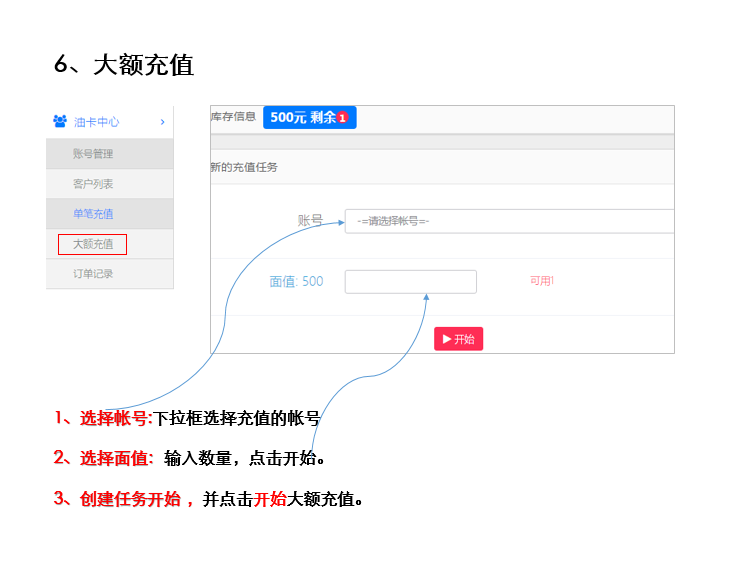 6、大额充值
油卡中心
账号管理
客户列表
单笔充值
大额充值
订单记录
库存信息 500元 剩余1
新的充值任务
账号 -=请选择帐号=-
面值: 500 可用1
开始
1、选择帐号:下拉框选择充值的帐号
2、选择面值：输入数量，点击开始。
3、创建任务开始 ，并点击开始大额充值。